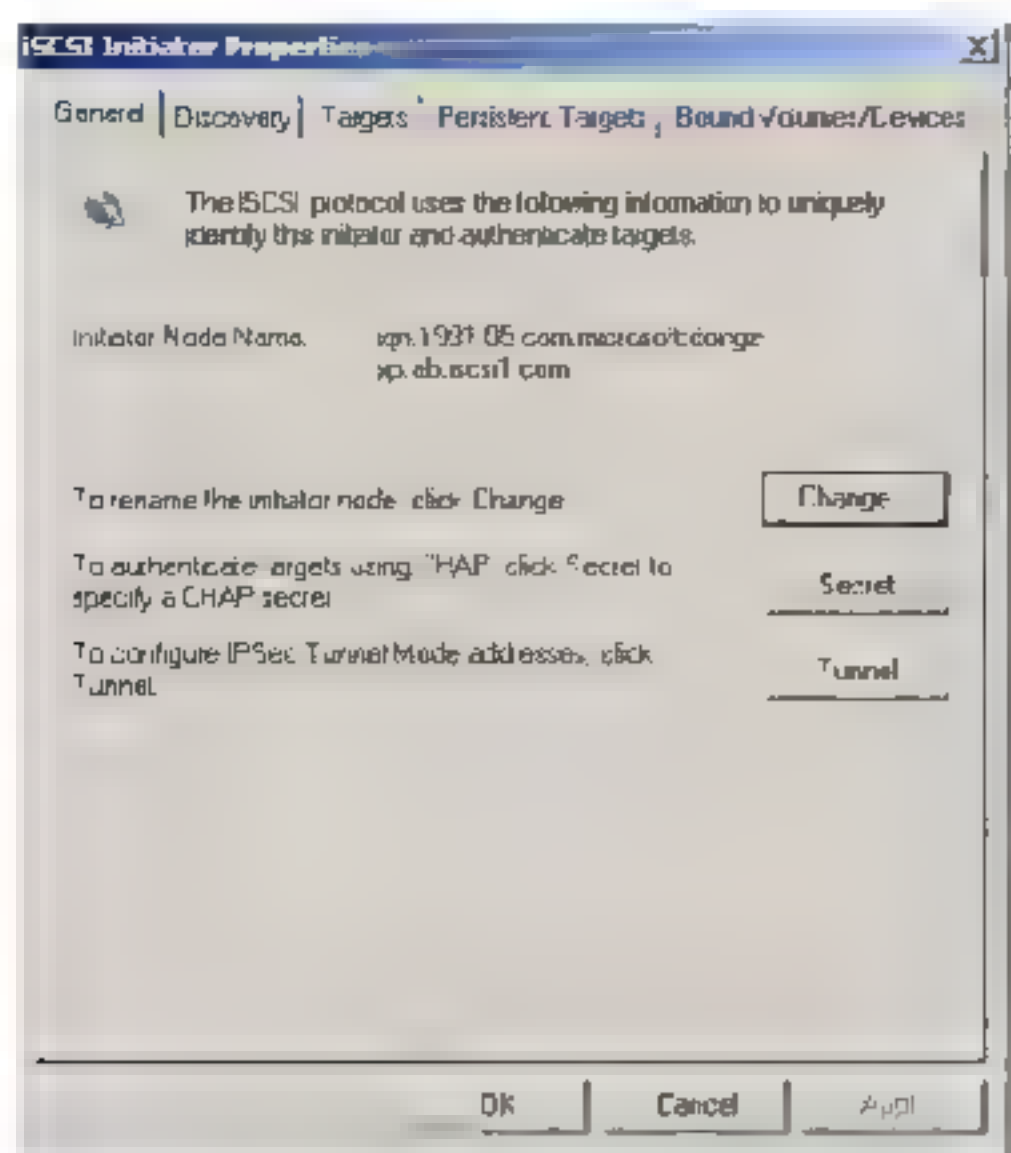 iSCSI Initiator Properties
General Discovery Targets Persistent Targets Bound Volumes/Devices
The iSCSI protocol uses the following information to uniquely
identify this initiator and authenticate targets.
Initiator Node Name:
To rename the initiator node, click Change
Change
To authenticate targets using CHAP, click Secret to
specify a CHAP secret
Secret
To configure IPSec Tunnel Mode addresses, click
Tunnel.
Tunnel
OK Cancel Apply